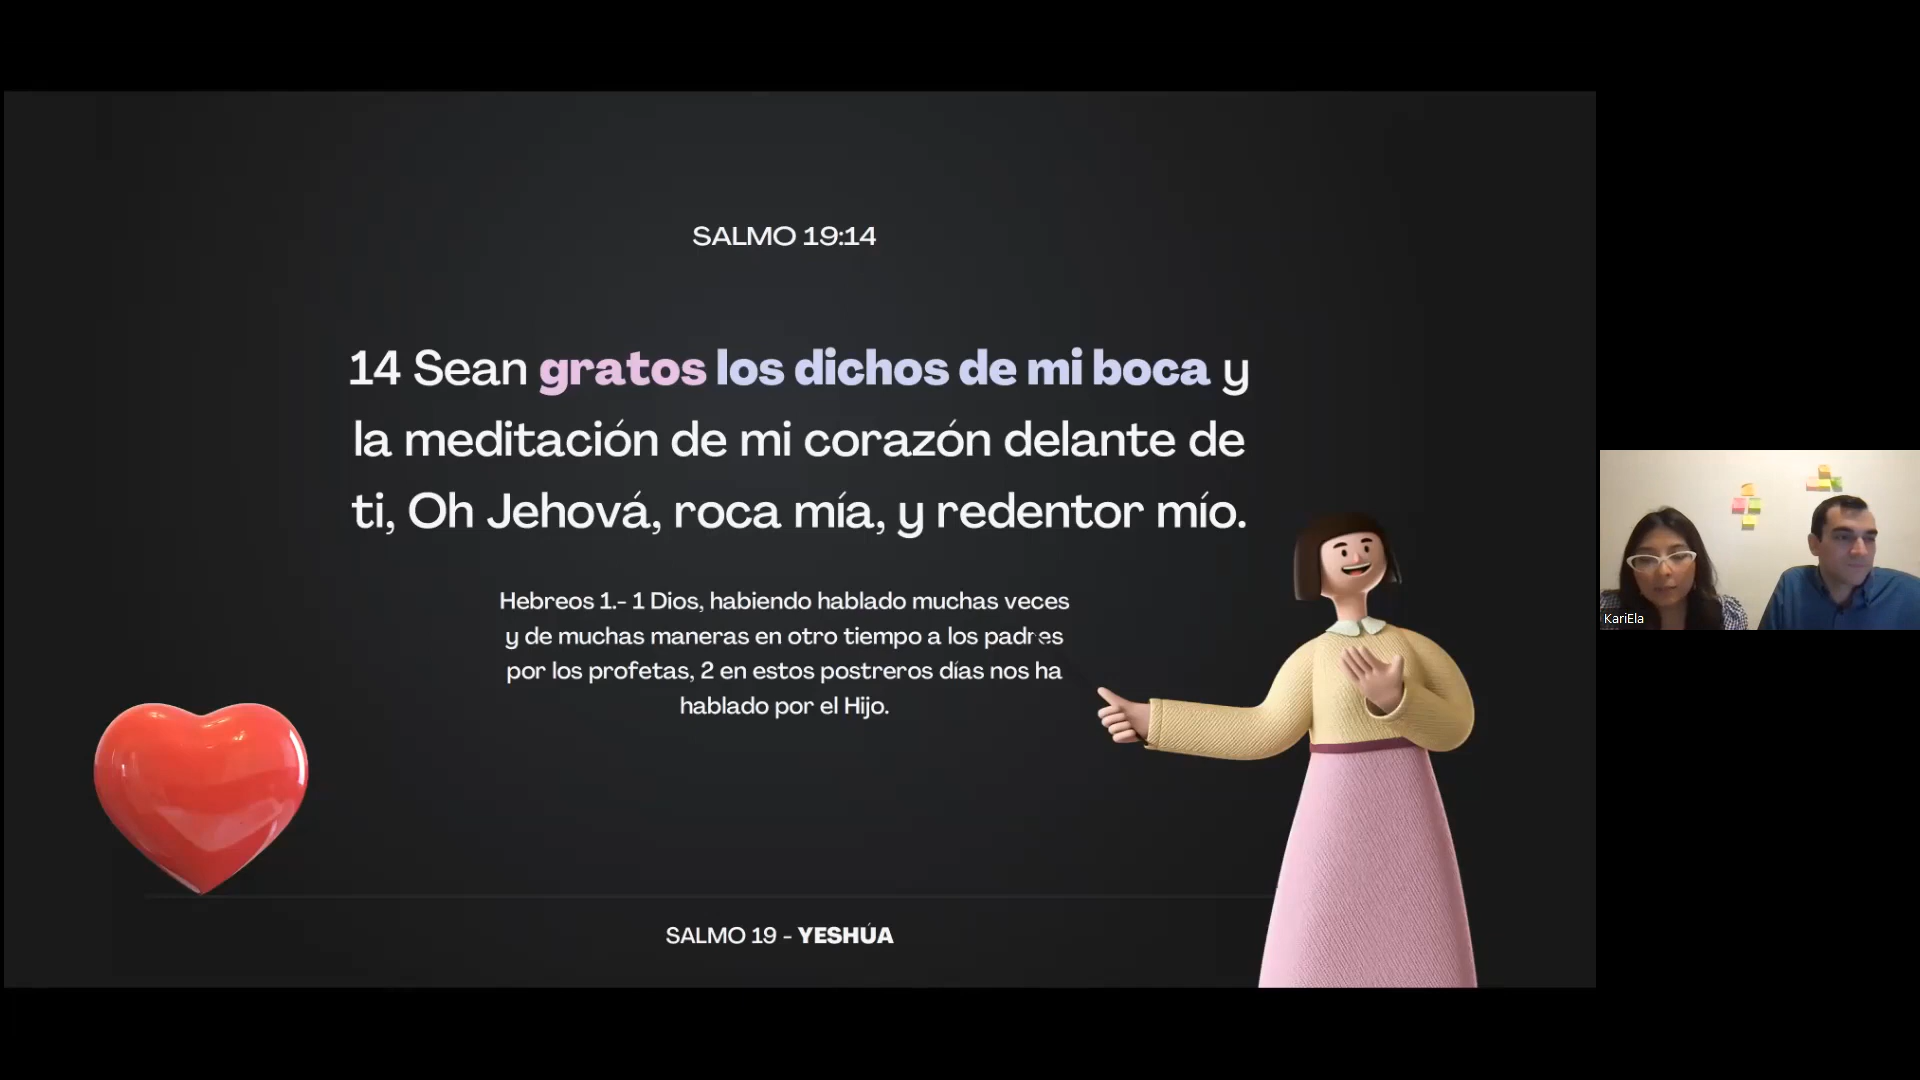 SALMO 19:14
14 Sean gratos los dichos de mi boca y
la meditación de mi corazón delante de
ti, Oh Jehová, roca mía, y redentor mío.
Hebreos 1.- 1 Dios, habiendo hablado muchas veces
y de muchas maneras en otro tiempo a los padres
por los profetas, 2 en estos postreros días nos ha
hablado por el Hijo.
SALMO 19 - YESHÚA
KariEla